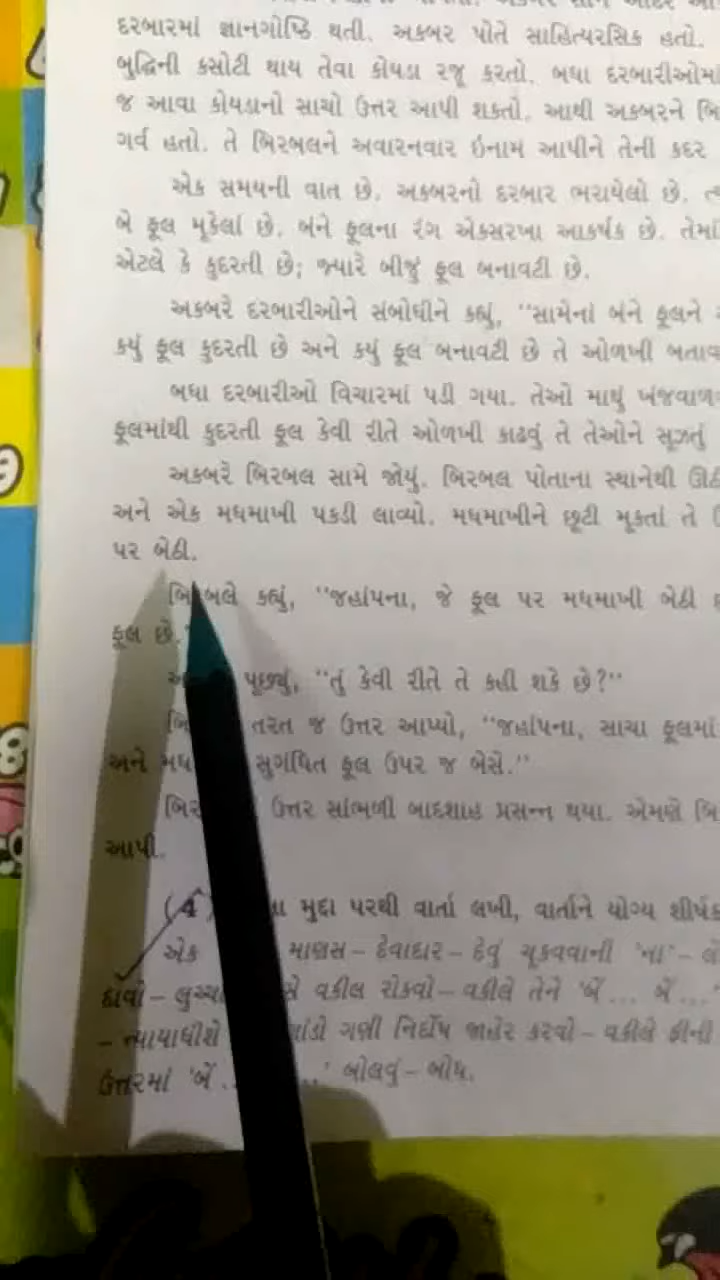 દરબારમાં જ્ઞાનગોષ્ઠિ થતી. અકબર પોતે સાહિત્યરસિક હતો.
બુદ્ધિની કસોટી થાય તેવા કોયડા રજૂ કરતો. બધા દરબારીઓમાં
જ આવા કોયડાનો સાચો ઉત્તર આપી શકતો. આથી અકબરને બિ
ગર્વ હતો. તે બિરબલને અવારનવાર ઇનામ આપીને તેની કદર
એક સમયની વાત છે. અકબરનો દરબાર ભરાયેલો છે.
બે ફૂલ મૂકેલાં છે. બંને ફૂલના રંગ એકસરખા આકર્ષક છે. તેમાં
એટલે કે કુદરતી છે; જ્યારે બીજું ફૂલ બનાવટી છે.
અકબરે દરબારીઓને સંબોધીને કહ્યું, "સામેનાં બંને ફૂલને
કયું ફૂલ કુદરતી છે અને કયું ફૂલ બનાવટી છે તે ઓળખી બતાવ
બધા દરબારીઓ વિચારમાં પડી ગયા. તેઓ માથું ખંજવાળ
ફૂલમાંથી કુદરતી ફૂલ કેવી રીતે ઓળખી કાઢવું તે તેઓને સૂઝતું
અકબરે બિરબલ સામે જોયું. બિરબલ પોતાના સ્થાનેથી ઊઠી
અને એક મધમાખી પકડી લાવ્યો. મધમાખીને છૂટી મૂકતાં તે
પર બેઠી.
બિ બલે કહ્યું, "જહાંપના, જે ફૂલ પર મધમાખી બેઠી
ફૂલ છે."
અ પૂછ્યું, "તું કેવી રીતે તે કહી શકે છે?"
બિ તરત જ ઉત્તર આપ્યો, "જહાંપના, સાચા ફૂલમાં
અને મધ સુગંધિત ફૂલ ઉપર જ બેસે."
બિર ઉત્તર સાંભળી બાદશાહ પ્રસન્ન થયા. એમણે બિ
આપી.
(4) ના મુદ્દા પરથી વાર્તા લખી, વાર્તાને યોગ્ય શીર્ષક
એક માણસ – દેવાદાર – દેવું ચૂકવવાની 'ના' – લે
દાવો – લુચ્ચા સે વકીલ રોકવો – વકીલે તેને 'બેં ... બેં ...'
– ન્યાયાધીશે ગાંડો ગણી નિર્દોષ જાહેર કરવો – વકીલે ફીની
ઉત્તરમાં 'બેં .. ..' બોલવું – બોધ.